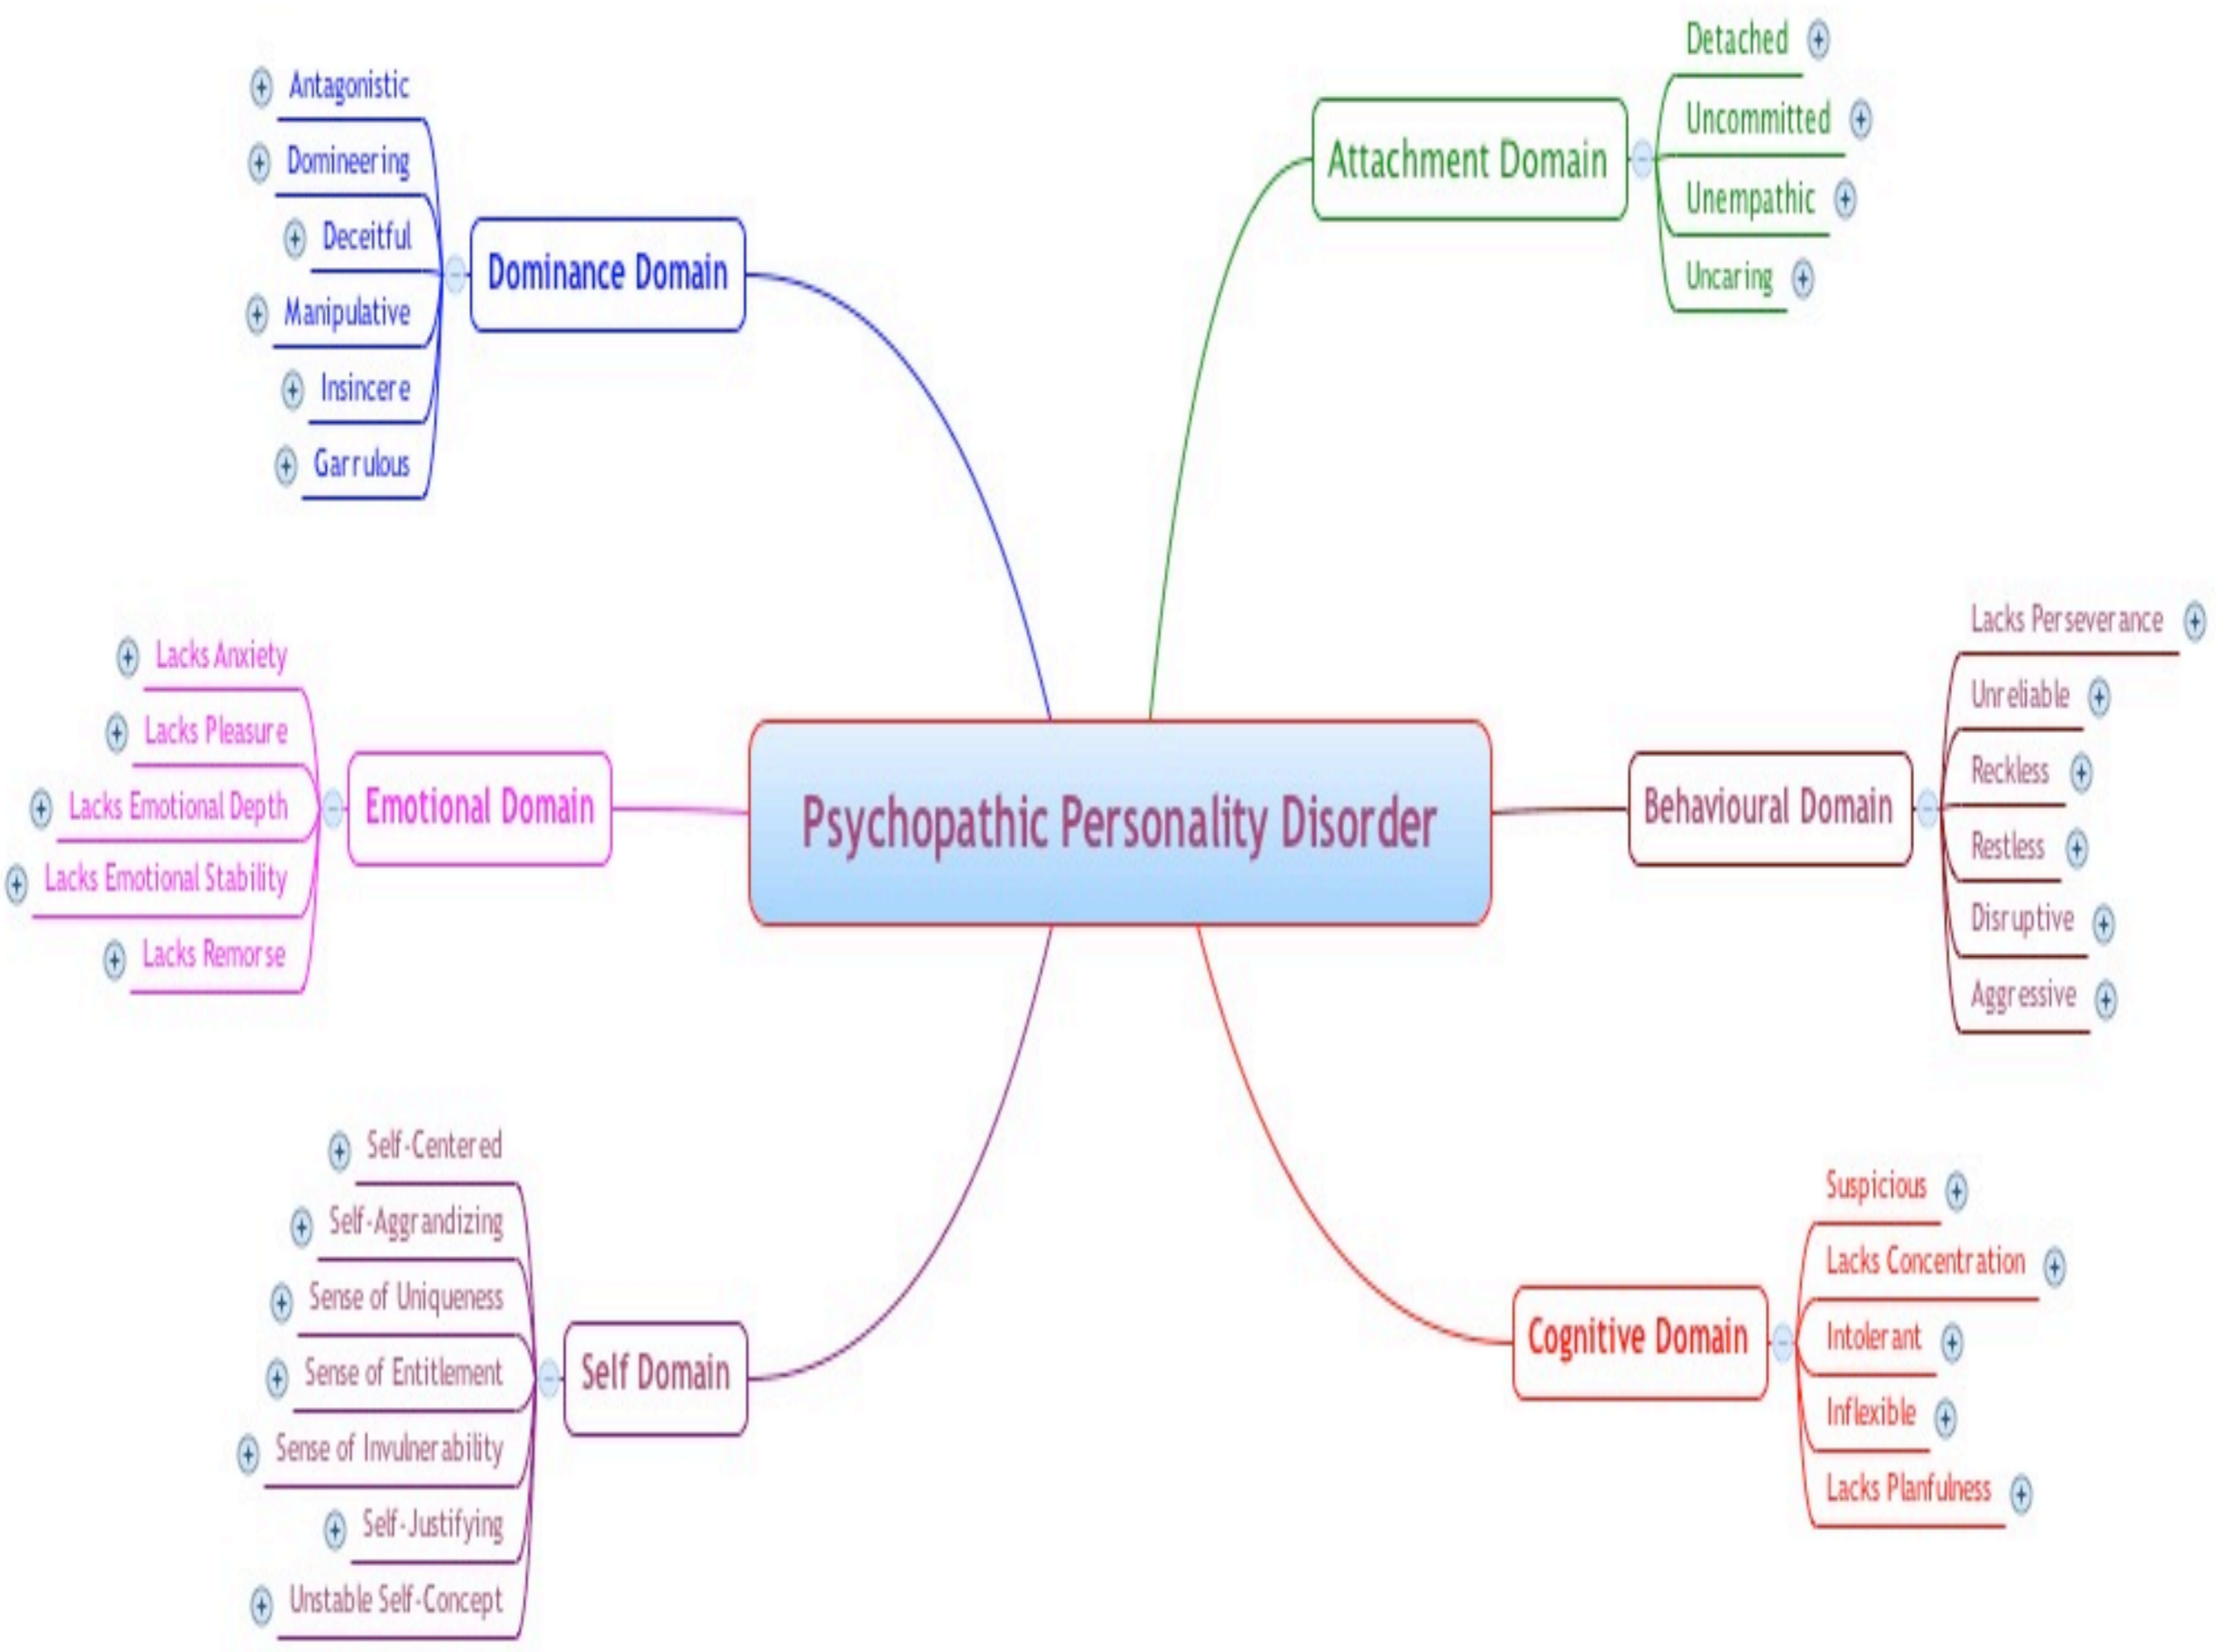 Psychopathic Personality Disorder
Attachment Domain
Detached
Uncommitted
Unempathic
Uncaring
Behavioural Domain
Lacks Perseverance
Unreliable
Reckless
Restless
Disruptive
Aggressive
Cognitive Domain
Suspicious
Lacks Concentration
Intolerant
Inflexible
Lacks Planfulness
Dominance Domain
Antagonistic
Domineering
Deceitful
Manipulative
Insincere
Garrulous
Emotional Domain
Lacks Anxiety
Lacks Pleasure
Lacks Emotional Depth
Lacks Emotional Stability
Lacks Remorse
Self Domain
Self-Centered
Self-Aggrandizing
Sense of Uniqueness
Sense of Entitlement
Sense of Invulnerability
Self-Justifying
Unstable Self-Concept